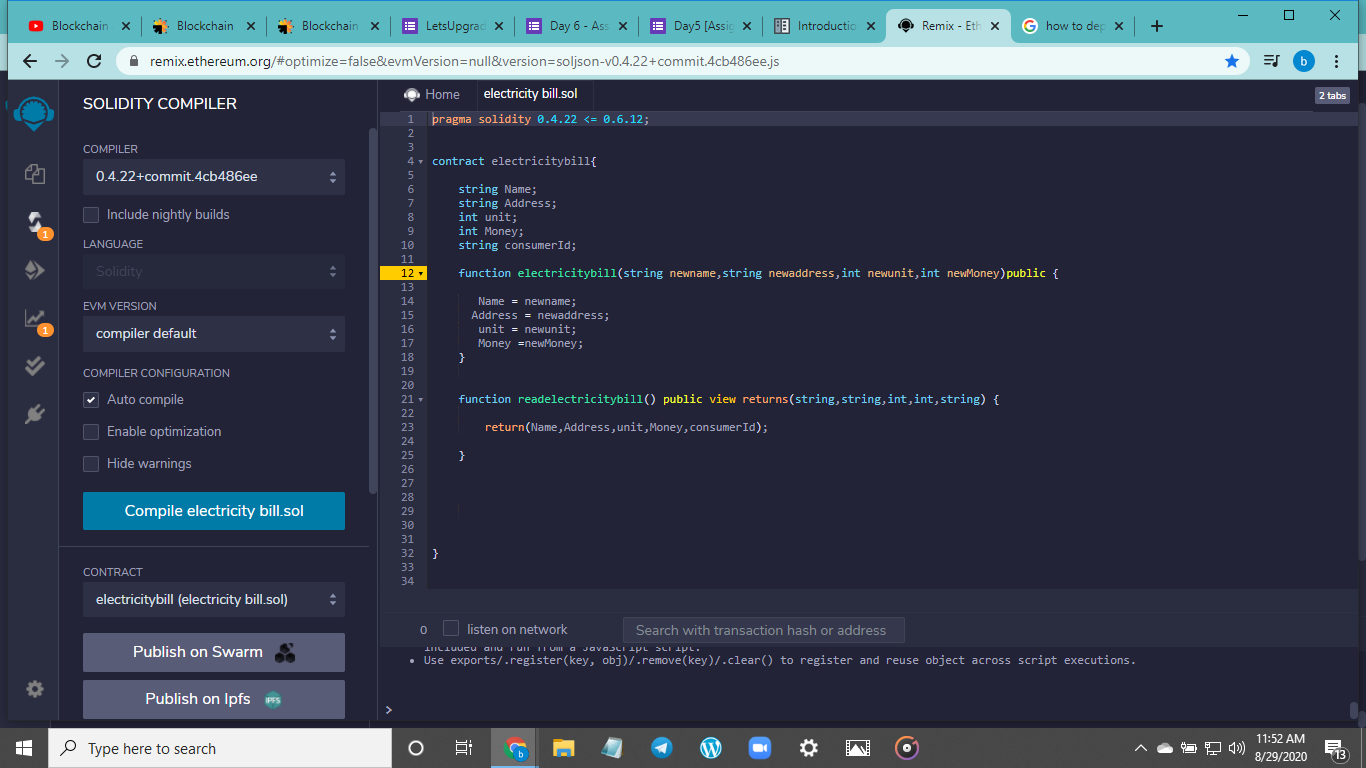 Blockchain
Blockchain
Blockchain
LetsUpgrad
Day 6 - Ass
Day5 [Assig
Introductio
Remix - Eth
how to dep
remix.ethereum.org/#optimize=false&evmVersion=null&version=soljson-v0.4.22+commit.4cb486ee.js
b
SOLIDITY COMPILER
Home
electricity bill.sol
2 tabs
COMPILER
0.4.22+commit.4cb486ee
Include nightly builds
LANGUAGE
Solidity
EVM VERSION
compiler default
COMPILER CONFIGURATION
Auto compile
Enable optimization
Hide warnings
Compile electricity bill.sol
CONTRACT
electricitybill (electricity bill.sol)
Publish on Swarm
Publish on Ipfs
IPFS
1
1
1 pragma solidity 0.4.22 <= 0.6.12;
2
3
4 contract electricitybill{
5
6 string Name;
7 string Address;
8 int unit;
9 int Money;
10 string consumerId;
11
12 function electricitybill(string newname,string newaddress,int newunit,int newMoney)public {
13
14 Name = newname;
15 Address = newaddress;
16 unit = newunit;
17 Money =newMoney;
18 }
19
20
21 function readelectricitybill() public view returns(string,string,int,int,string) {
22
23 return(Name,Address,unit,Money,consumerId);
24
25 }
26
27
28
29
30
31
32 }
33
34
0 listen on network
Search with transaction hash or address
included and run from a JavaScript script.
• Use exports/.register(key, obj)/.remove(key)/.clear() to register and reuse object across script executions.
>
Type here to search
b
11:52 AM
8/29/2020
13